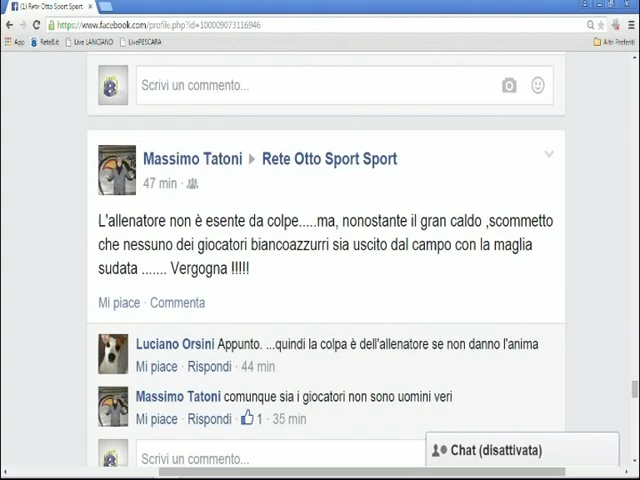 (1) Rete Otto Sport Sport
https://www.facebook.com/profile.php?id=100009073116946
App Rete8.it Live LANCIANO LivePESCARA Altri Preferiti
Scrivi un commento...
Massimo Tatoni Rete Otto Sport Sport
47 min ·
L'allenatore non è esente da colpe.....ma, nonostante il gran caldo ,scommetto
che nessuno dei giocatori biancoazzurri sia uscito dal campo con la maglia
sudata ....... Vergogna !!!!!
Mi piace · Commenta
Luciano Orsini Appunto. ...quindi la colpa è dell'allenatore se non danno l'anima
Mi piace · Rispondi · 44 min
Massimo Tatoni comunque sia i giocatori non sono uomini veri
Mi piace · Rispondi · 1 · 35 min
Scrivi un commento...
Chat (disattivata)